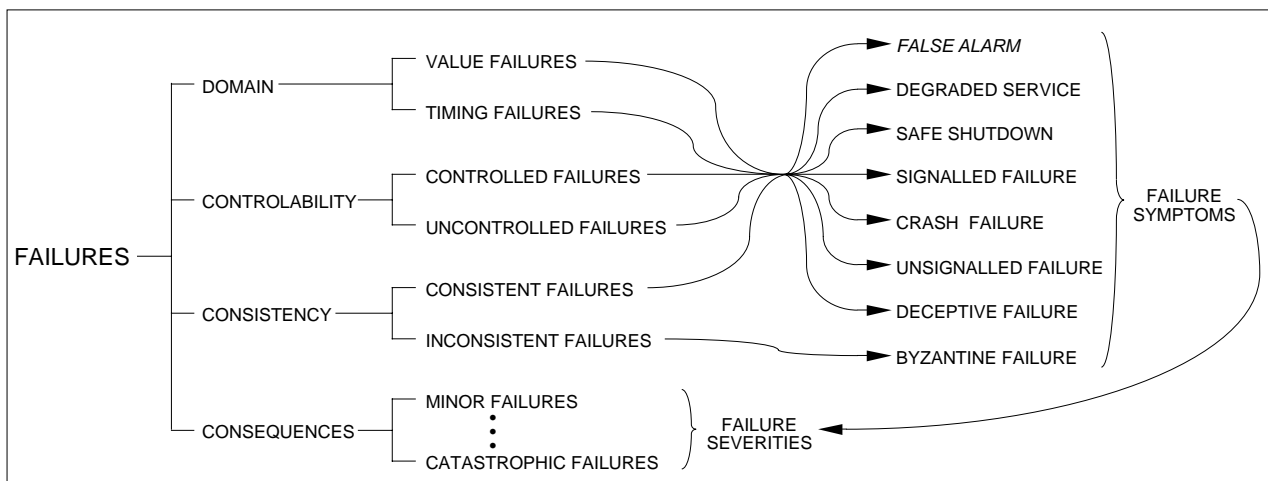 FAILURES
DOMAIN
VALUE FAILURES
TIMING FAILURES
CONTROLABILITY
CONTROLLED FAILURES
UNCONTROLLED FAILURES
CONSISTENCY
CONSISTENT FAILURES
INCONSISTENT FAILURES
CONSEQUENCES
MINOR FAILURES
CATASTROPHIC FAILURES
FALSE ALARM
DEGRADED SERVICE
SAFE SHUTDOWN
SIGNALLED FAILURE
CRASH FAILURE
UNSIGNALLED FAILURE
DECEPTIVE FAILURE
BYZANTINE FAILURE
FAILURE
SYMPTOMS
FAILURE
SEVERITIES